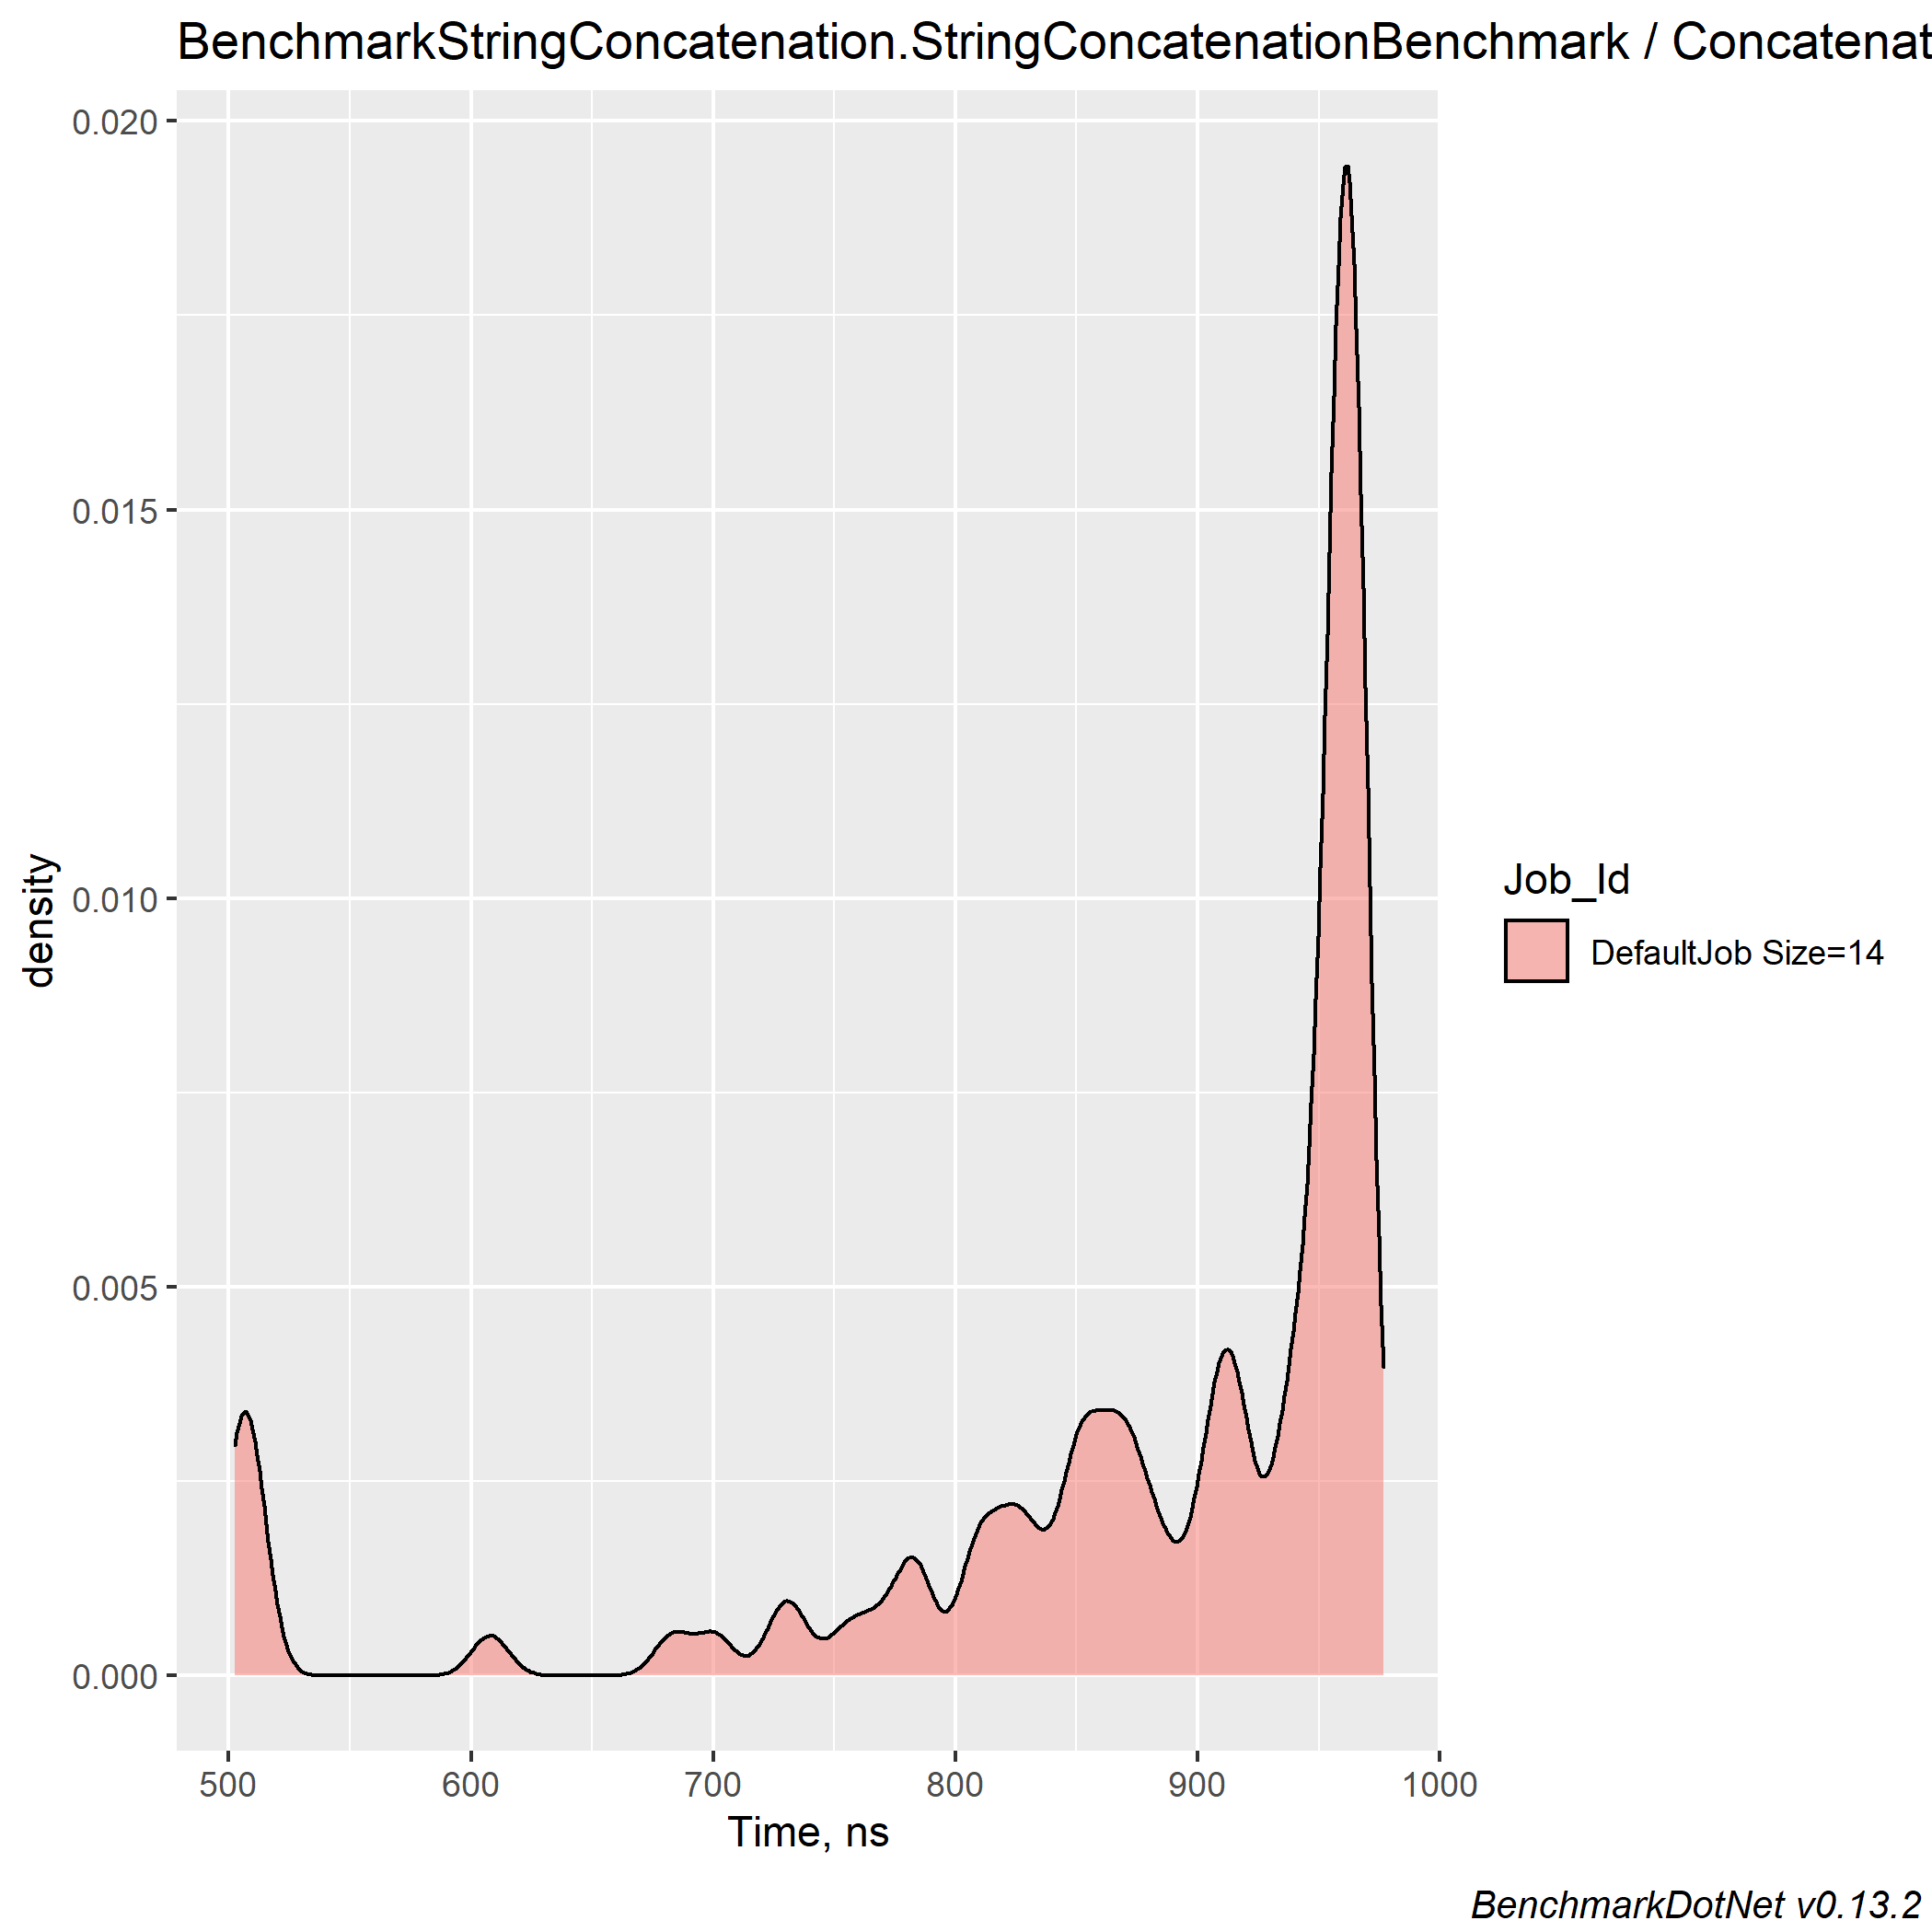 BenchmarkStringConcatenation.StringConcatenationBenchmark / Concatenat
0.020
0.015
0.010
0.005
0.000
density
500 600 700 800 900 1000
Time, ns
Job_Id
DefaultJob Size=14
BenchmarkDotNet v0.13.2